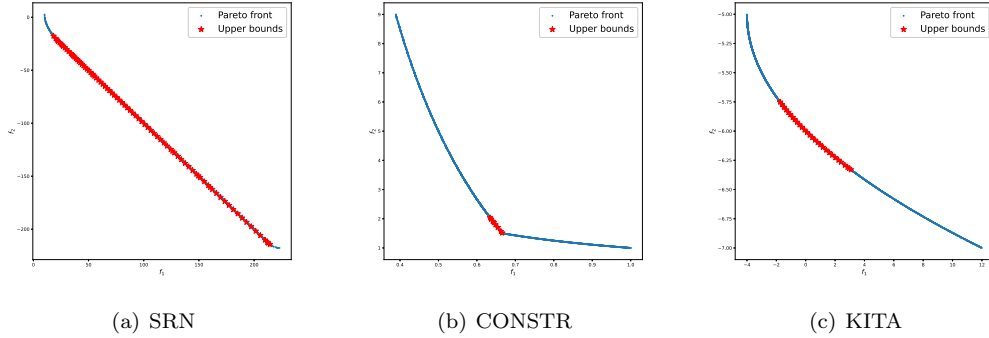 Pareto front
Upper bounds
0
−50
−100
−150
−200
f₂
0
50
100
150
200
f₁
Pareto front
Upper bounds
9
8
7
6
5
4
3
2
1
f₂
0.4
0.5
0.6
0.7
0.8
0.9
1.0
f₁
Pareto front
Upper bounds
−5.00
−5.25
−5.50
−5.75
−6.00
−6.25
−6.50
−6.75
−7.00
f₂
−4
−2
0
2
4
6
8
10
12
f₁
(a) SRN
(b) CONSTR
(c) KITA